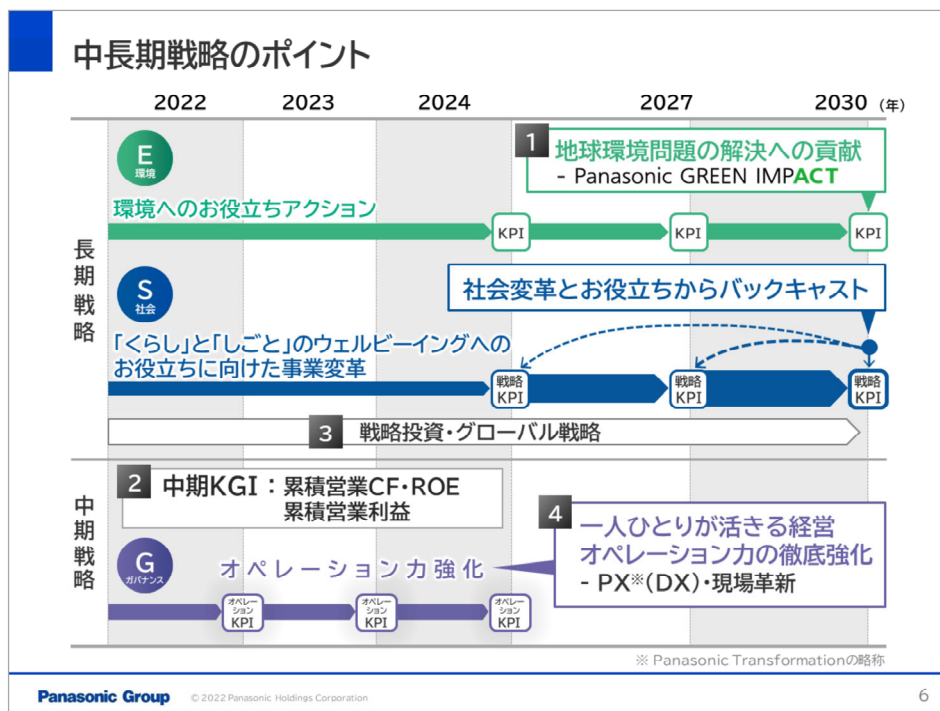 中長期戦略のポイント
2022 2023 2024 2027 2030 (年)
長期戦略
E
環境
環境へのお役立ちアクション
1 地球環境問題の解決への貢献
- Panasonic GREEN IMPACT
KPI KPI KPI
S
社会
社会変革とお役立ちからバックキャスト
「くらし」と「しごと」のウェルビーイングへの
お役立ちに向けた事業変革
戦略
KPI
戦略
KPI
戦略
KPI
3 戦略投資・グローバル戦略
中期戦略
2 中期KGI：累積営業CF・ROE
累積営業利益
G
ガバナンス
オペレーション力強化
4 一人ひとりが活きる経営
オペレーション力の徹底強化
- PX※(DX)・現場革新
オペレー
ション
KPI
オペレー
ション
KPI
オペレー
ション
KPI
※ Panasonic Transformationの略称
Panasonic Group © 2022 Panasonic Holdings Corporation 6